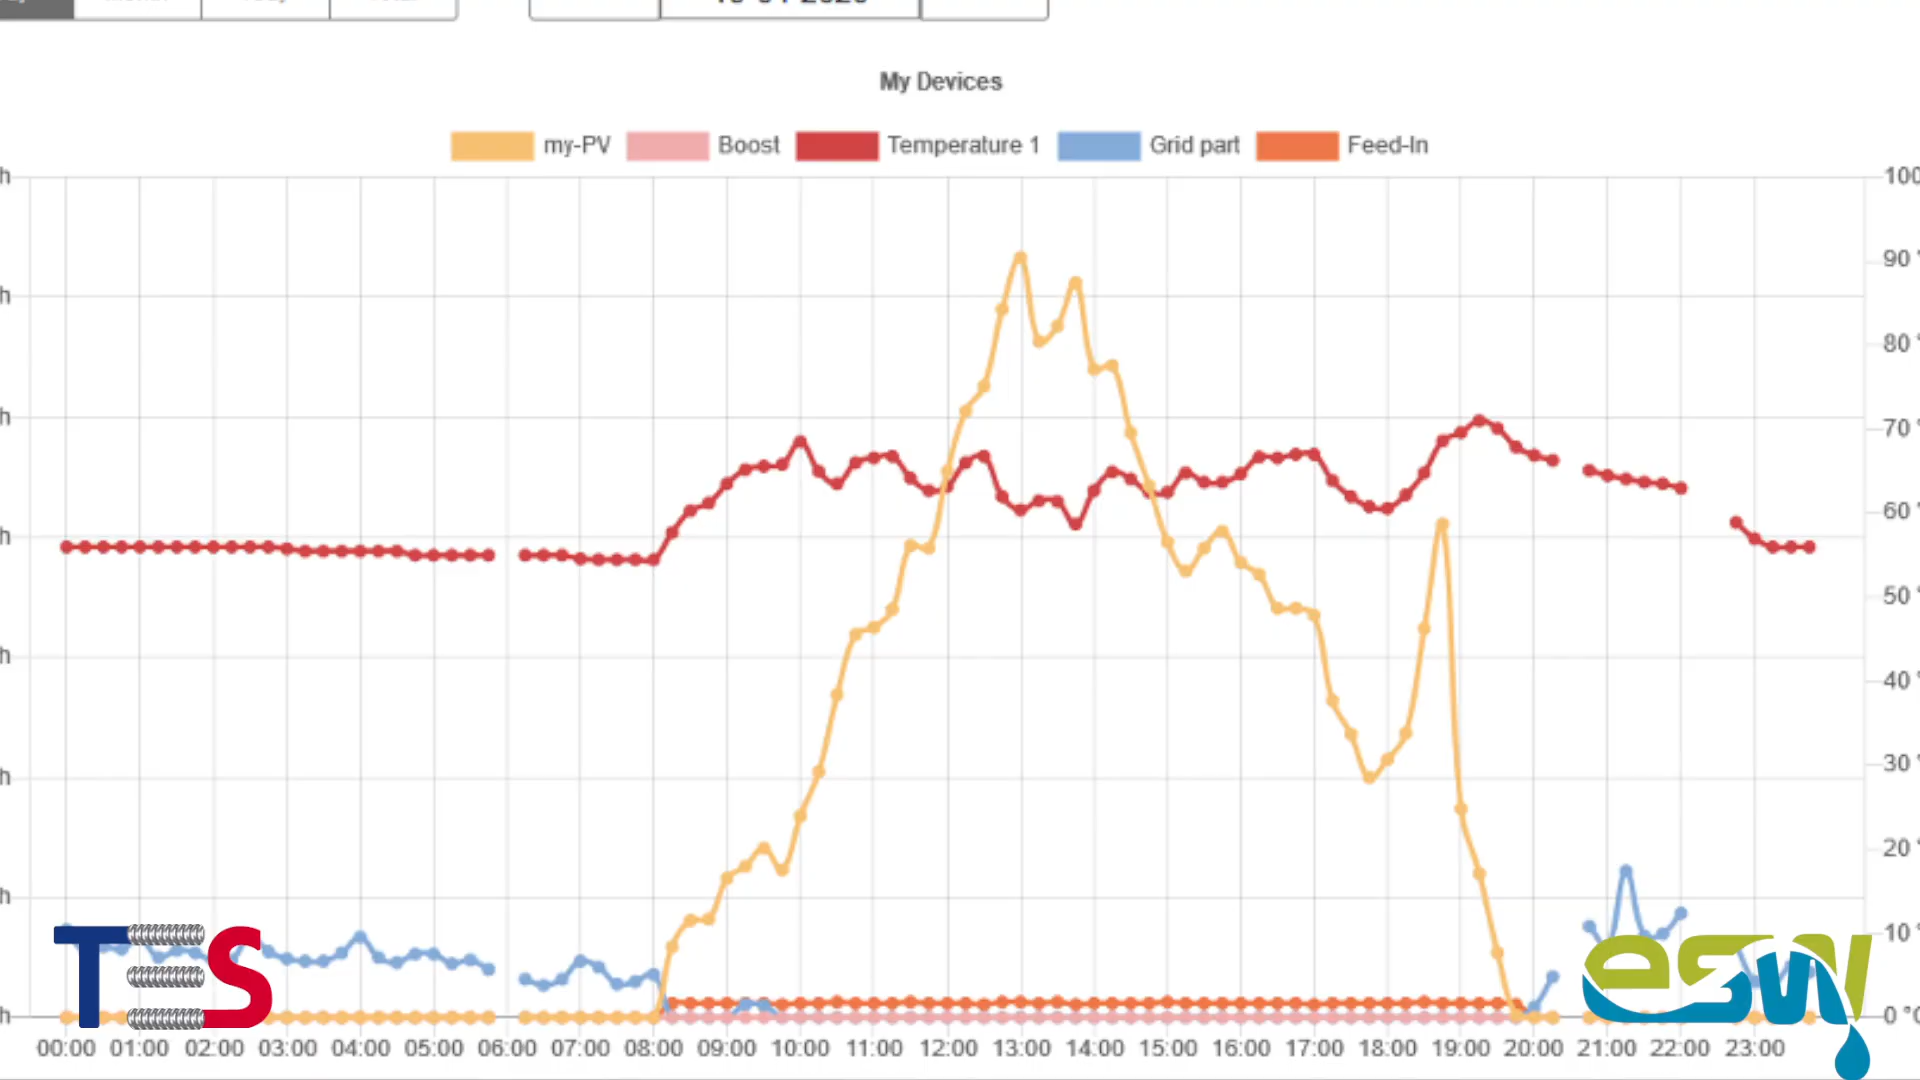 My Devices
my-PV Boost Temperature 1 Grid part Feed-In
h 100
90 °
h
80 °
h 70 °
60 °
h
50 °
h 40 °
h 30 °
20 °
h
10 °
h 0 °C
00:00 01:00 02:00 03:00 04:00 05:00 06:00 07:00 08:00 09:00 10:00 11:00 12:00 13:00 14:00 15:00 16:00 17:00 18:00 19:00 20:00 21:00 22:00 23:00
TES
esw